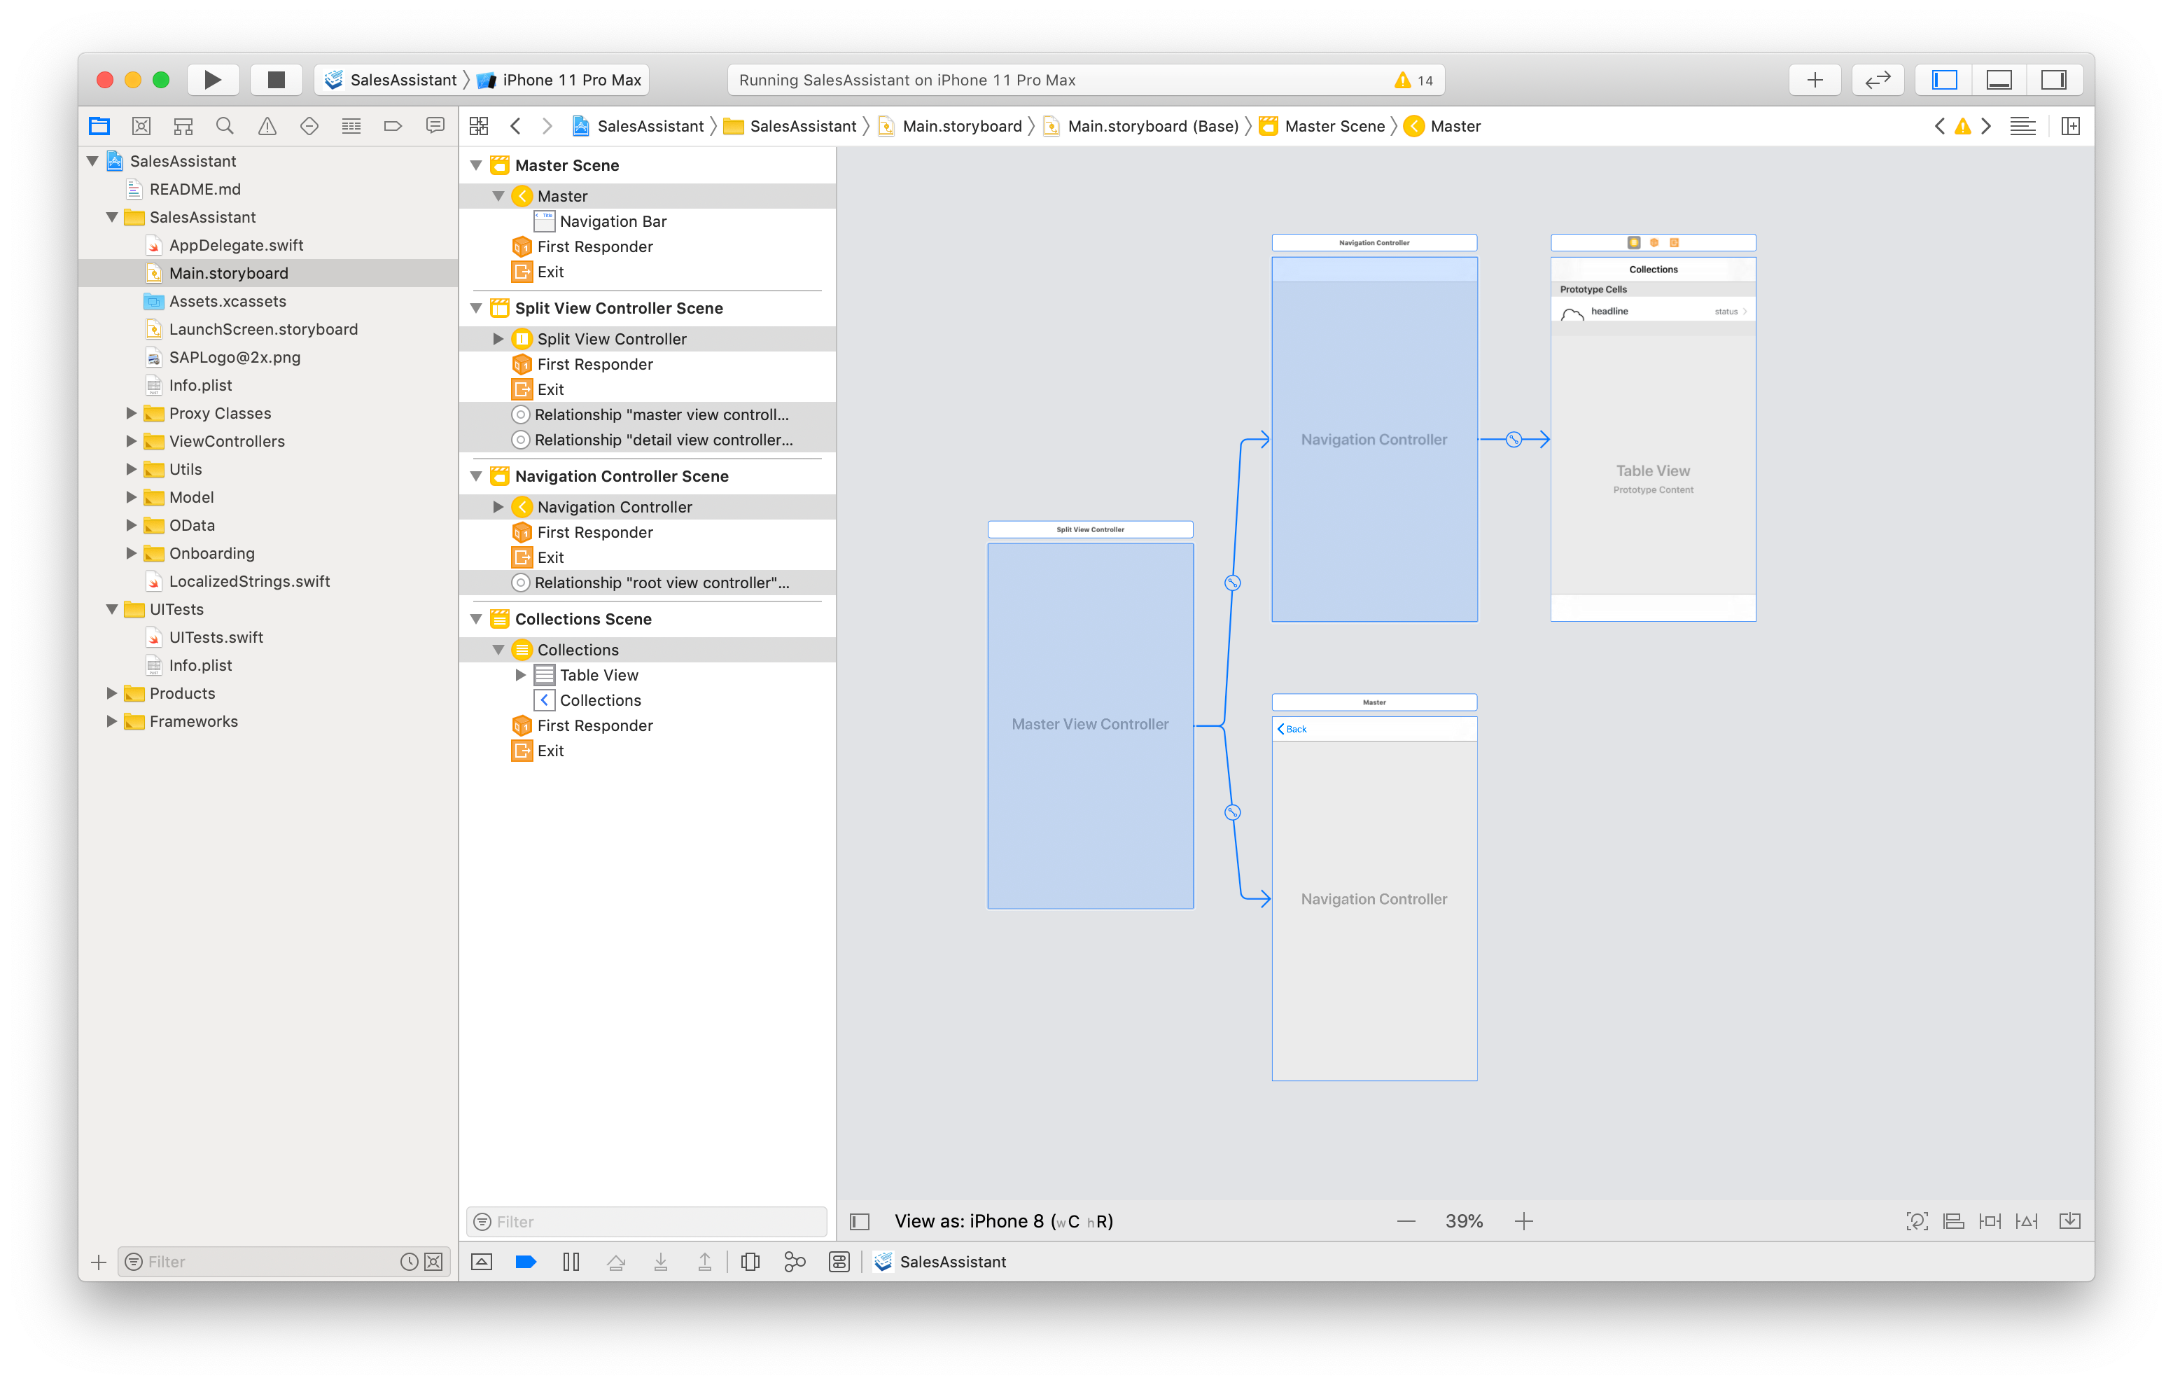 SalesAssistant iPhone 11 Pro Max
Running SalesAssistant on iPhone 11 Pro Max
14
SalesAssistant SalesAssistant Main.storyboard Main.storyboard (Base) Master Scene Master
SalesAssistant
README.md
SalesAssistant
AppDelegate.swift
Main.storyboard
Assets.xcassets
LaunchScreen.storyboard
SAPLogo@2x.png
Info.plist
Proxy Classes
ViewControllers
Utils
Model
OData
Onboarding
LocalizedStrings.swift
UITests
UITests.swift
Info.plist
Products
Frameworks
Filter
Master Scene
Master
Navigation Bar
First Responder
Exit
Split View Controller Scene
Split View Controller
First Responder
Exit
Relationship "master view controll...
Relationship "detail view controller...
Navigation Controller Scene
Navigation Controller
First Responder
Exit
Relationship "root view controller"...
Collections Scene
Collections
Table View
Collections
First Responder
Exit
Filter
Split View Controller
Master View Controller
Navigation Controller
Navigation Controller
Collections
Prototype Cells
headline status
Table View
Prototype Content
Master
Back
Navigation Controller
View as: iPhone 8 (wC hR)
39%
SalesAssistant